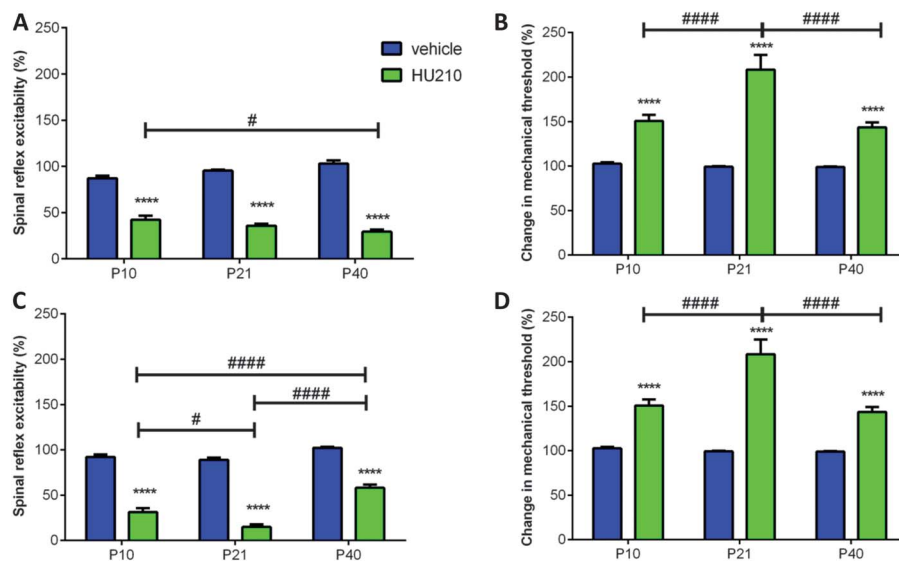 A
Spinal reflex excitabilty (%)
250
200
150
100
50
0
vehicle
HU210
#
**** **** ****
P10 P21 P40
B
Change in mechanical threshold (%)
250
200
150
100
50
0
#### ####
**** **** ****
P10 P21 P40
C
Spinal reflex excitabilty (%)
250
200
150
100
50
0
####
# ####
**** **** ****
P10 P21 P40
D
Change in mechanical threshold (%)
250
200
150
100
50
0
#### ####
**** **** ****
P10 P21 P40